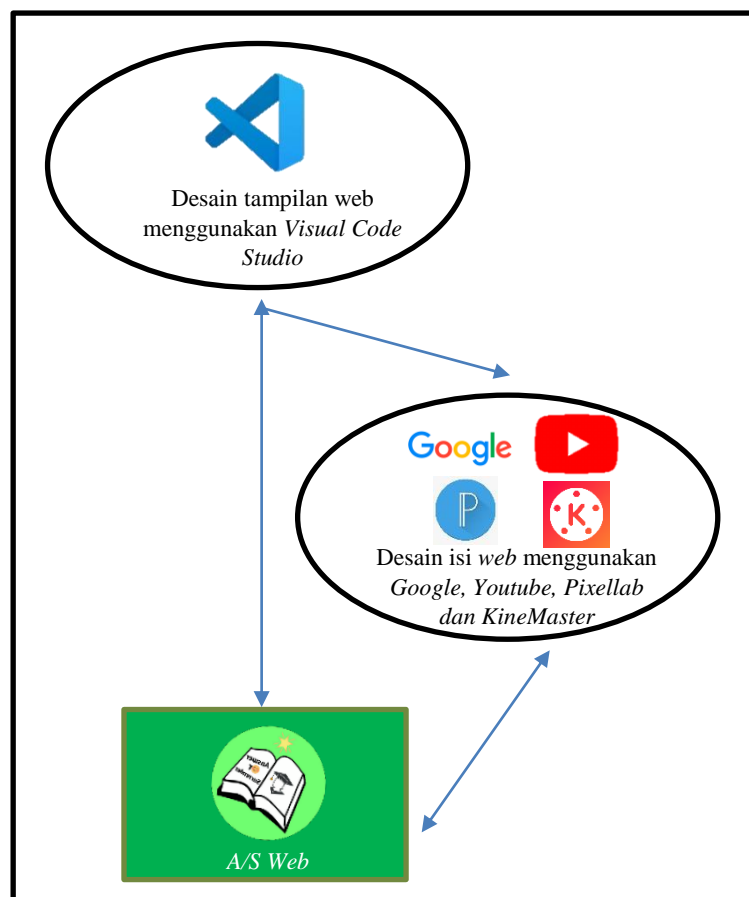 Desain tampilan web
menggunakan Visual Code
Studio
Google
P
K
Desain isi web menggunakan
Google, Youtube, Pixellab
dan KineMaster
A/S Web